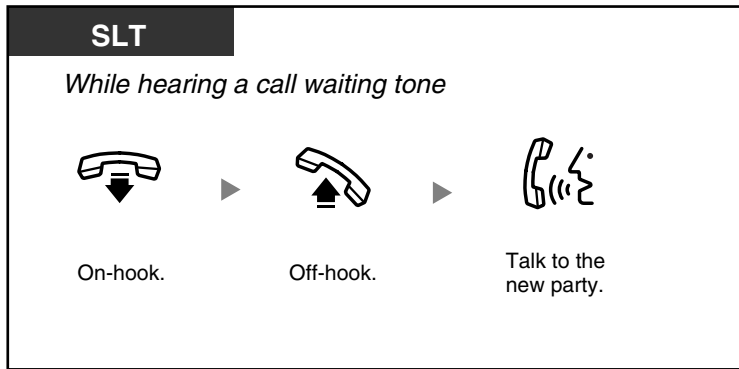 SLT
While hearing a call waiting tone
On-hook.
Off-hook.
Talk to the
new party.